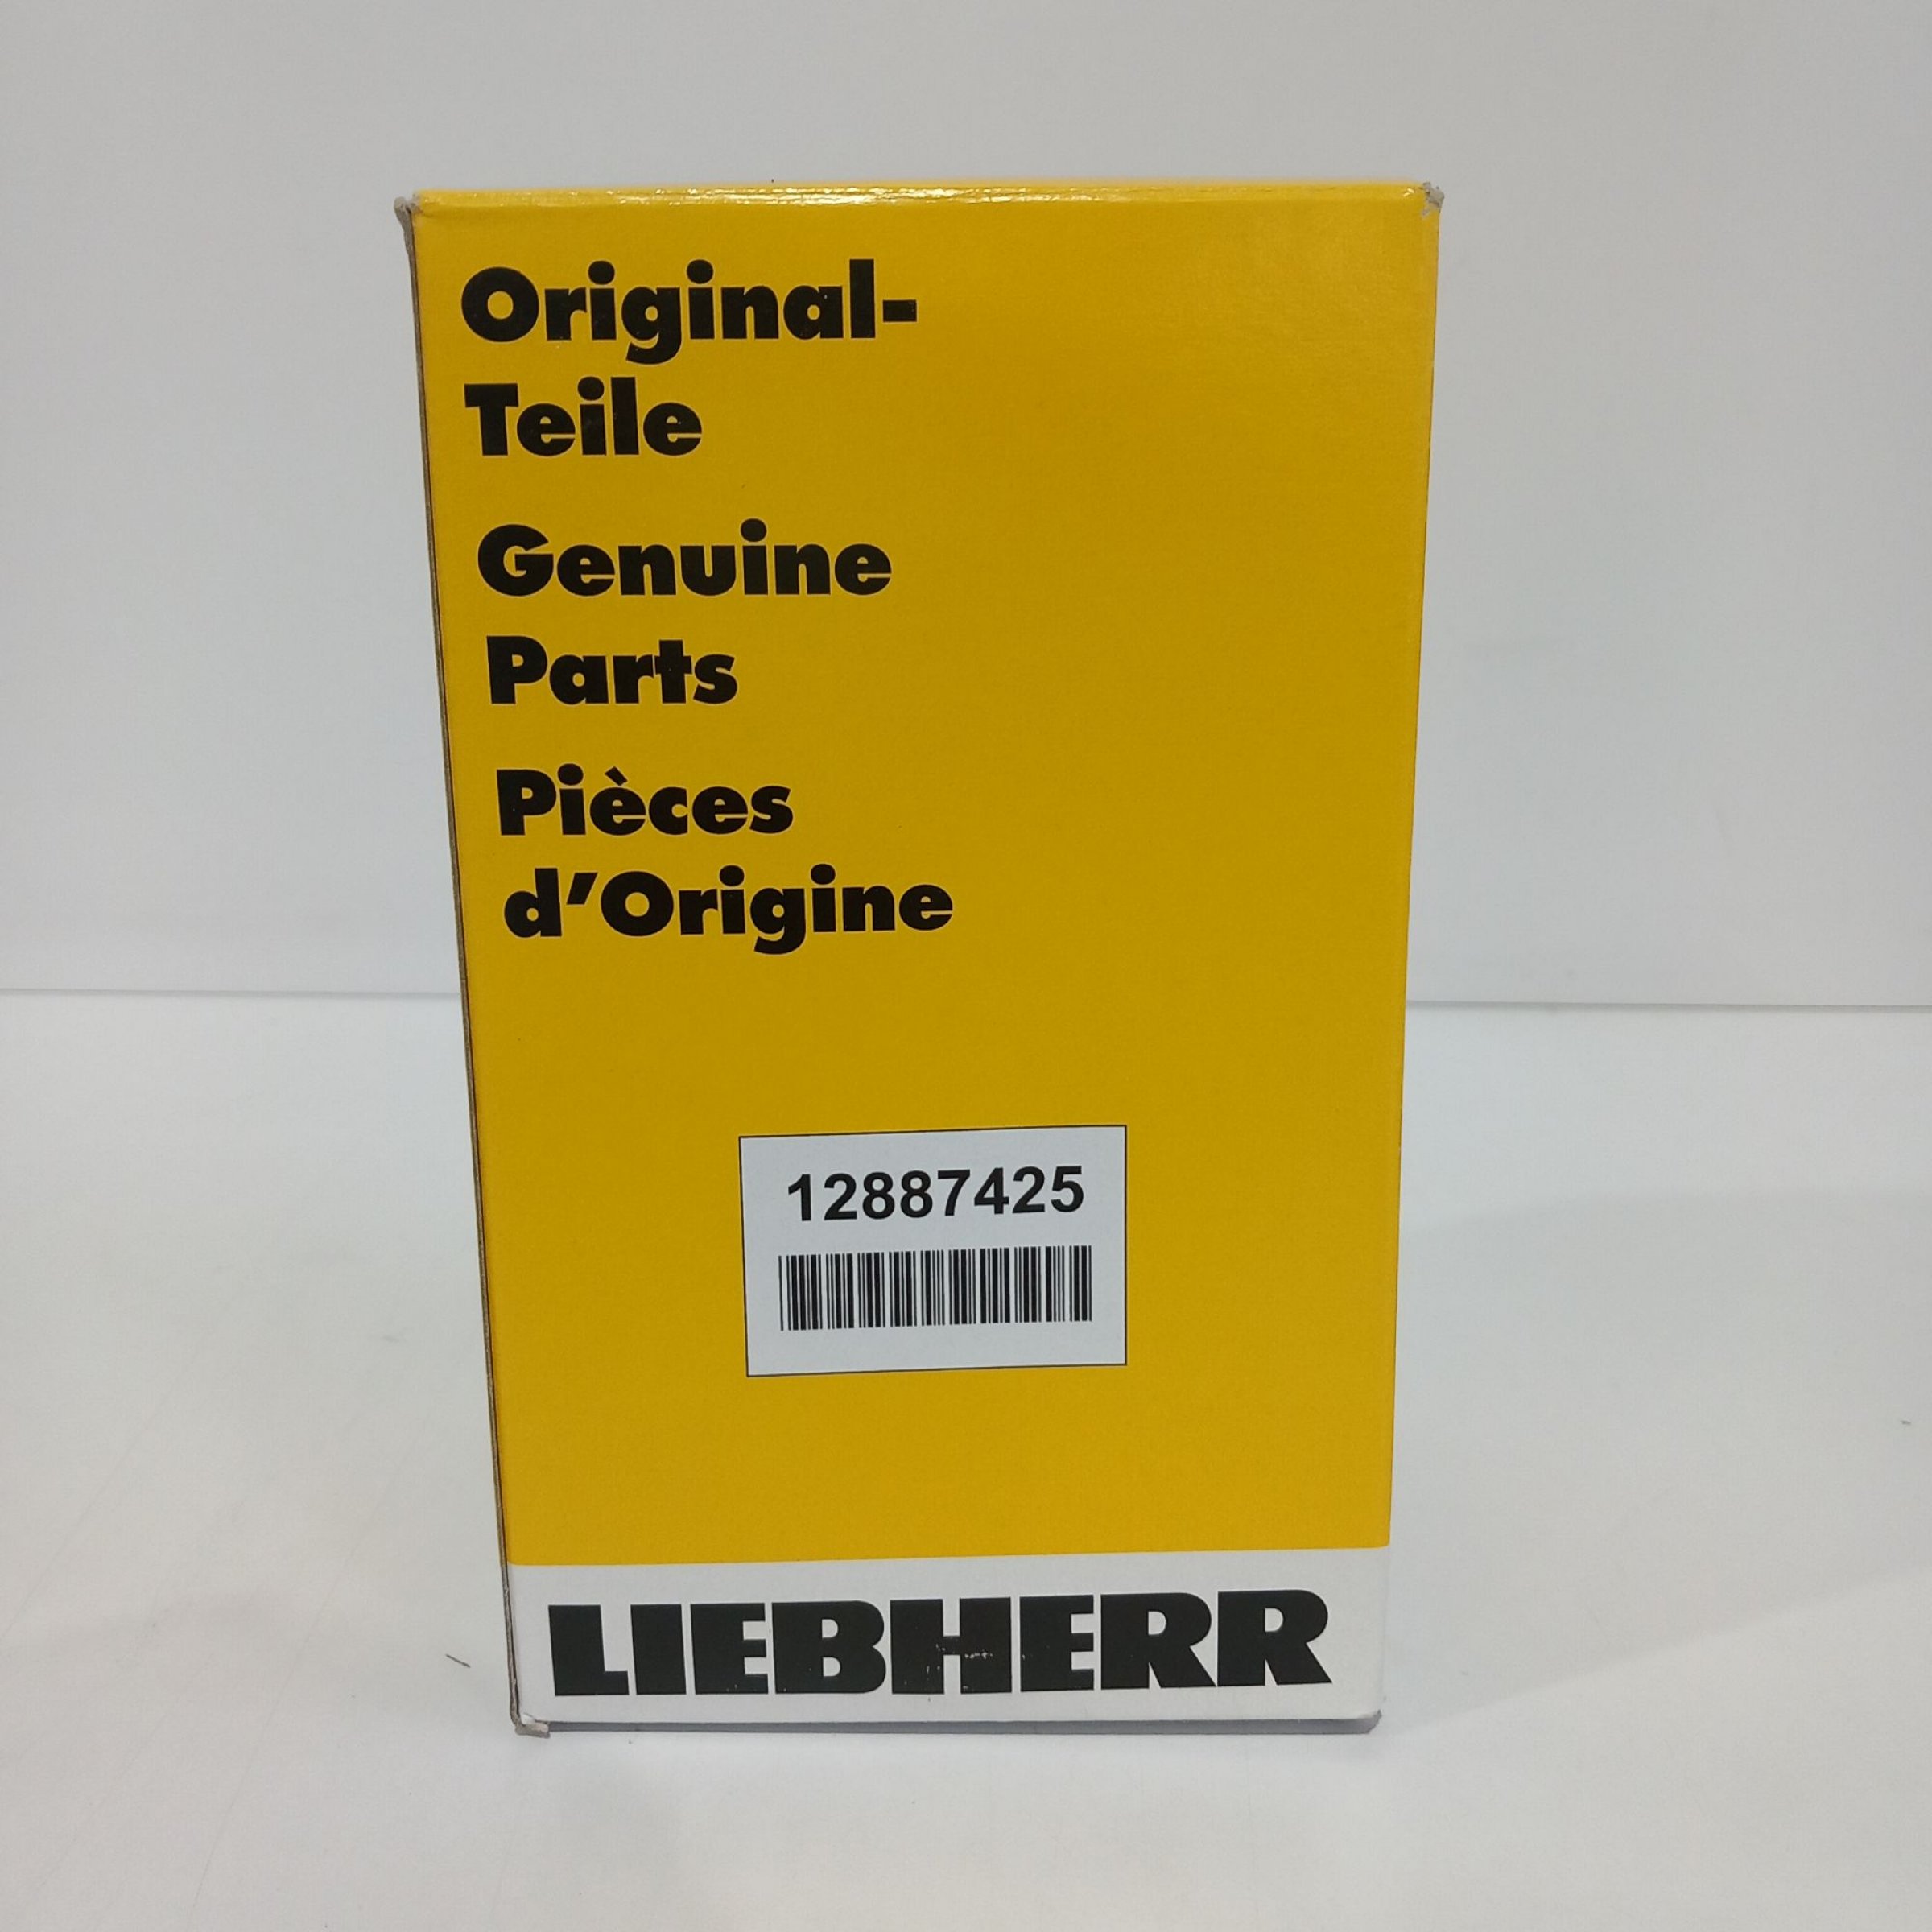 Original-
Teile
Genuine
Parts
Pièces
d'Origine
12887425
LIEBHERR